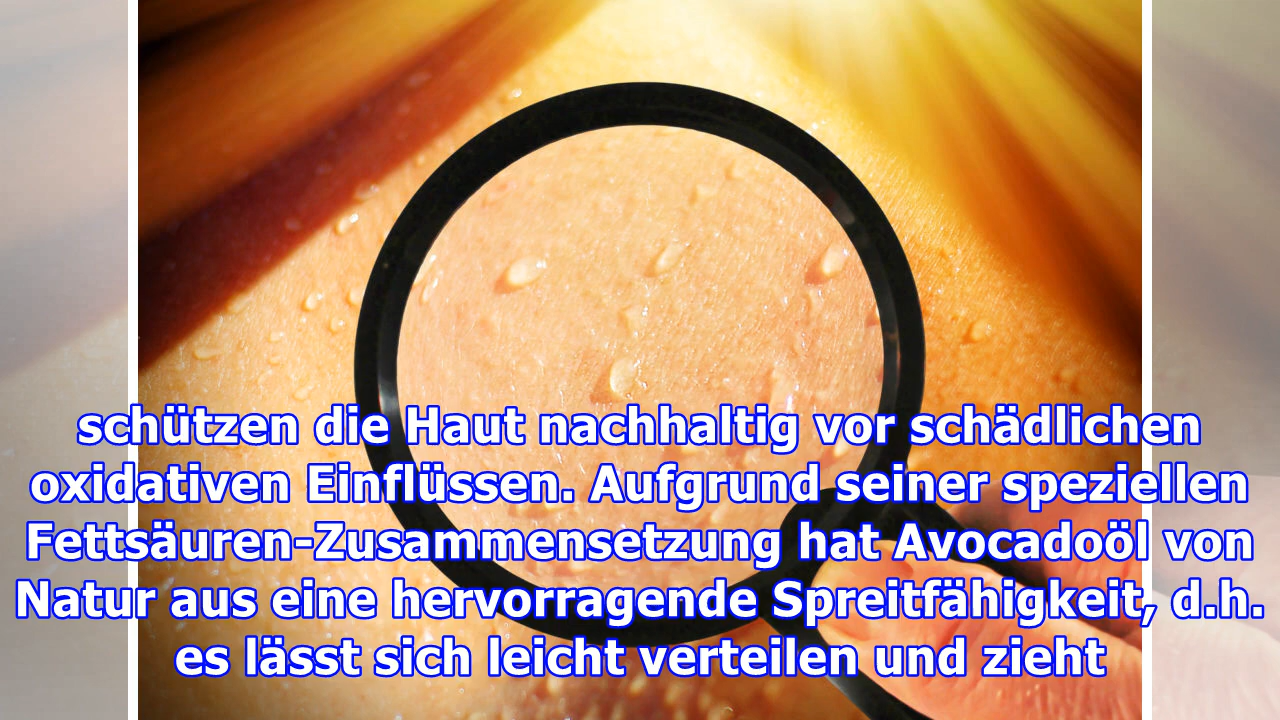 schützen die Haut nachhaltig vor schädlichen
oxidativen Einflüssen. Aufgrund seiner speziellen
Fettsäuren-Zusammensetzung hat Avocadoöl von
Natur aus eine hervorragende Spreitfähigkeit, d.h.
es lässt sich leicht verteilen und zieht